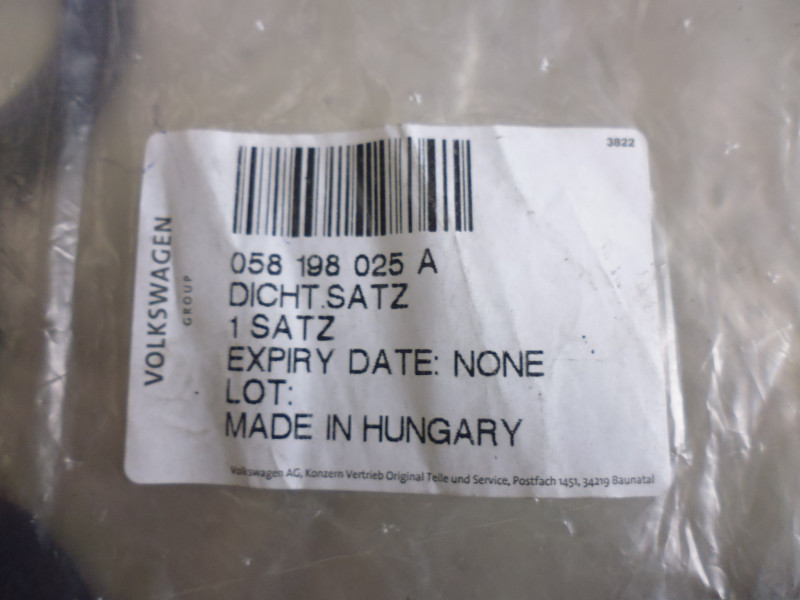 3822
VOLKSWAGEN
GROUP
058 198 025 A
DICHT.SATZ
1 SATZ
EXPIRY DATE: NONE
LOT:
MADE IN HUNGARY
Volkswagen AG, Konzern Vertrieb Original Teile und Service, Postfach 1451, 34219 Baunatal